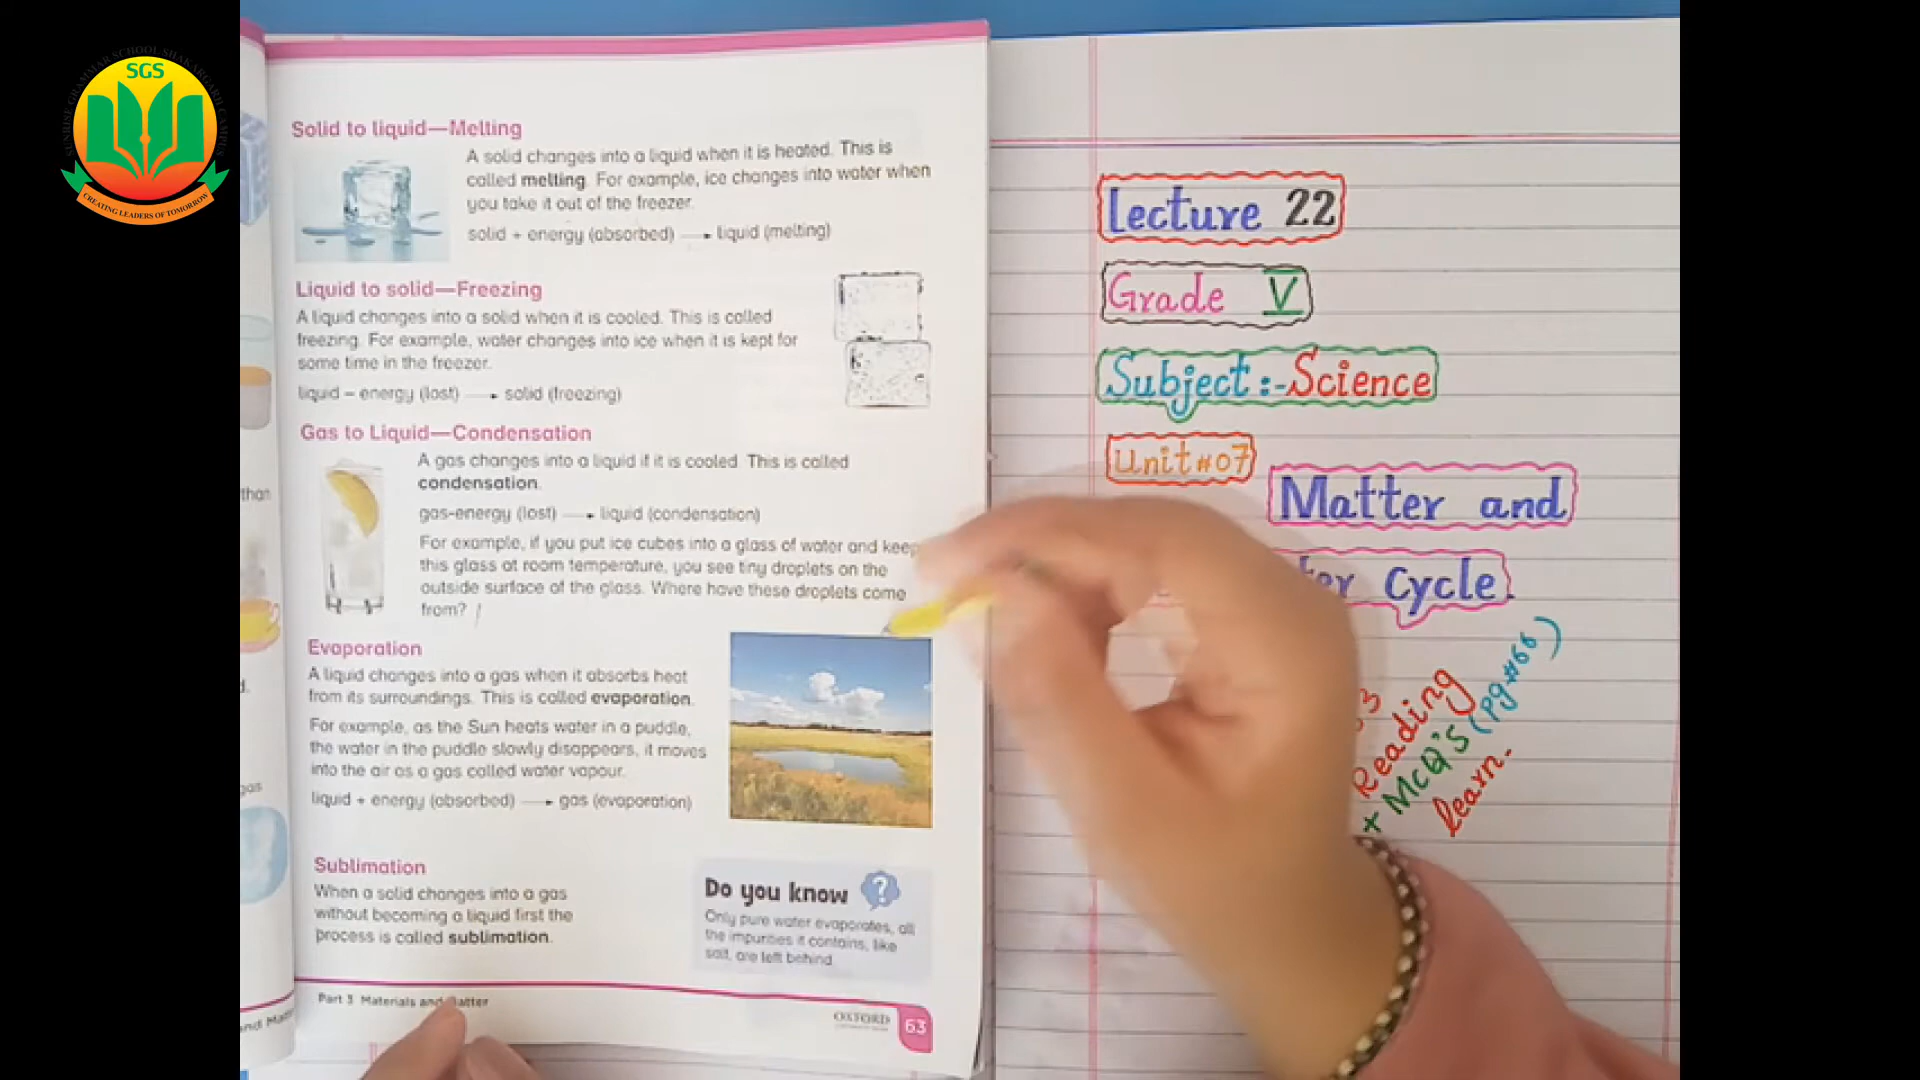 SUNRISE GRAMMAR SCHOOL SHAKARGARH CAMPUS
SGS
CREATING LEADERS OF TOMORROW
Solid to liquid—Melting
A solid changes into a liquid when it is heated. This is
called melting. For example, ice changes into water when
you take it out of the freezer.
solid + energy (absorbed) → liquid (melting)
Liquid to solid—Freezing
A liquid changes into a solid when it is cooled. This is called
freezing. For example, water changes into ice when it is kept for
some time in the freezer.
liquid – energy (lost) → solid (freezing)
Gas to Liquid—Condensation
A gas changes into a liquid if it is cooled. This is called
condensation.
gas-energy (lost) → liquid (condensation)
For example, if you put ice cubes into a glass of water and keep
this glass at room temperature, you see tiny droplets on the
outside surface of the glass. Where have these droplets come
from?
Evaporation
A liquid changes into a gas when it absorbs heat
from its surroundings. This is called evaporation.
For example, as the Sun heats water in a puddle,
the water in the puddle slowly disappears, it moves
into the air as a gas called water vapour.
liquid + energy (absorbed) → gas (evaporation)
Sublimation
When a solid changes into a gas
without becoming a liquid first the
process is called sublimation.
Do you know ?
Only pure water evaporates, all
the impurities it contains, like
salt, are left behind.
Part 3 Materials and Matter
OXFORD
63
that
gas
and Mat
Lecture 22
Grade V
Subject:-Science
Unit#07
Matter and
ter Cycle.
3
Reading
+ McQ's (pg#66)
learn.